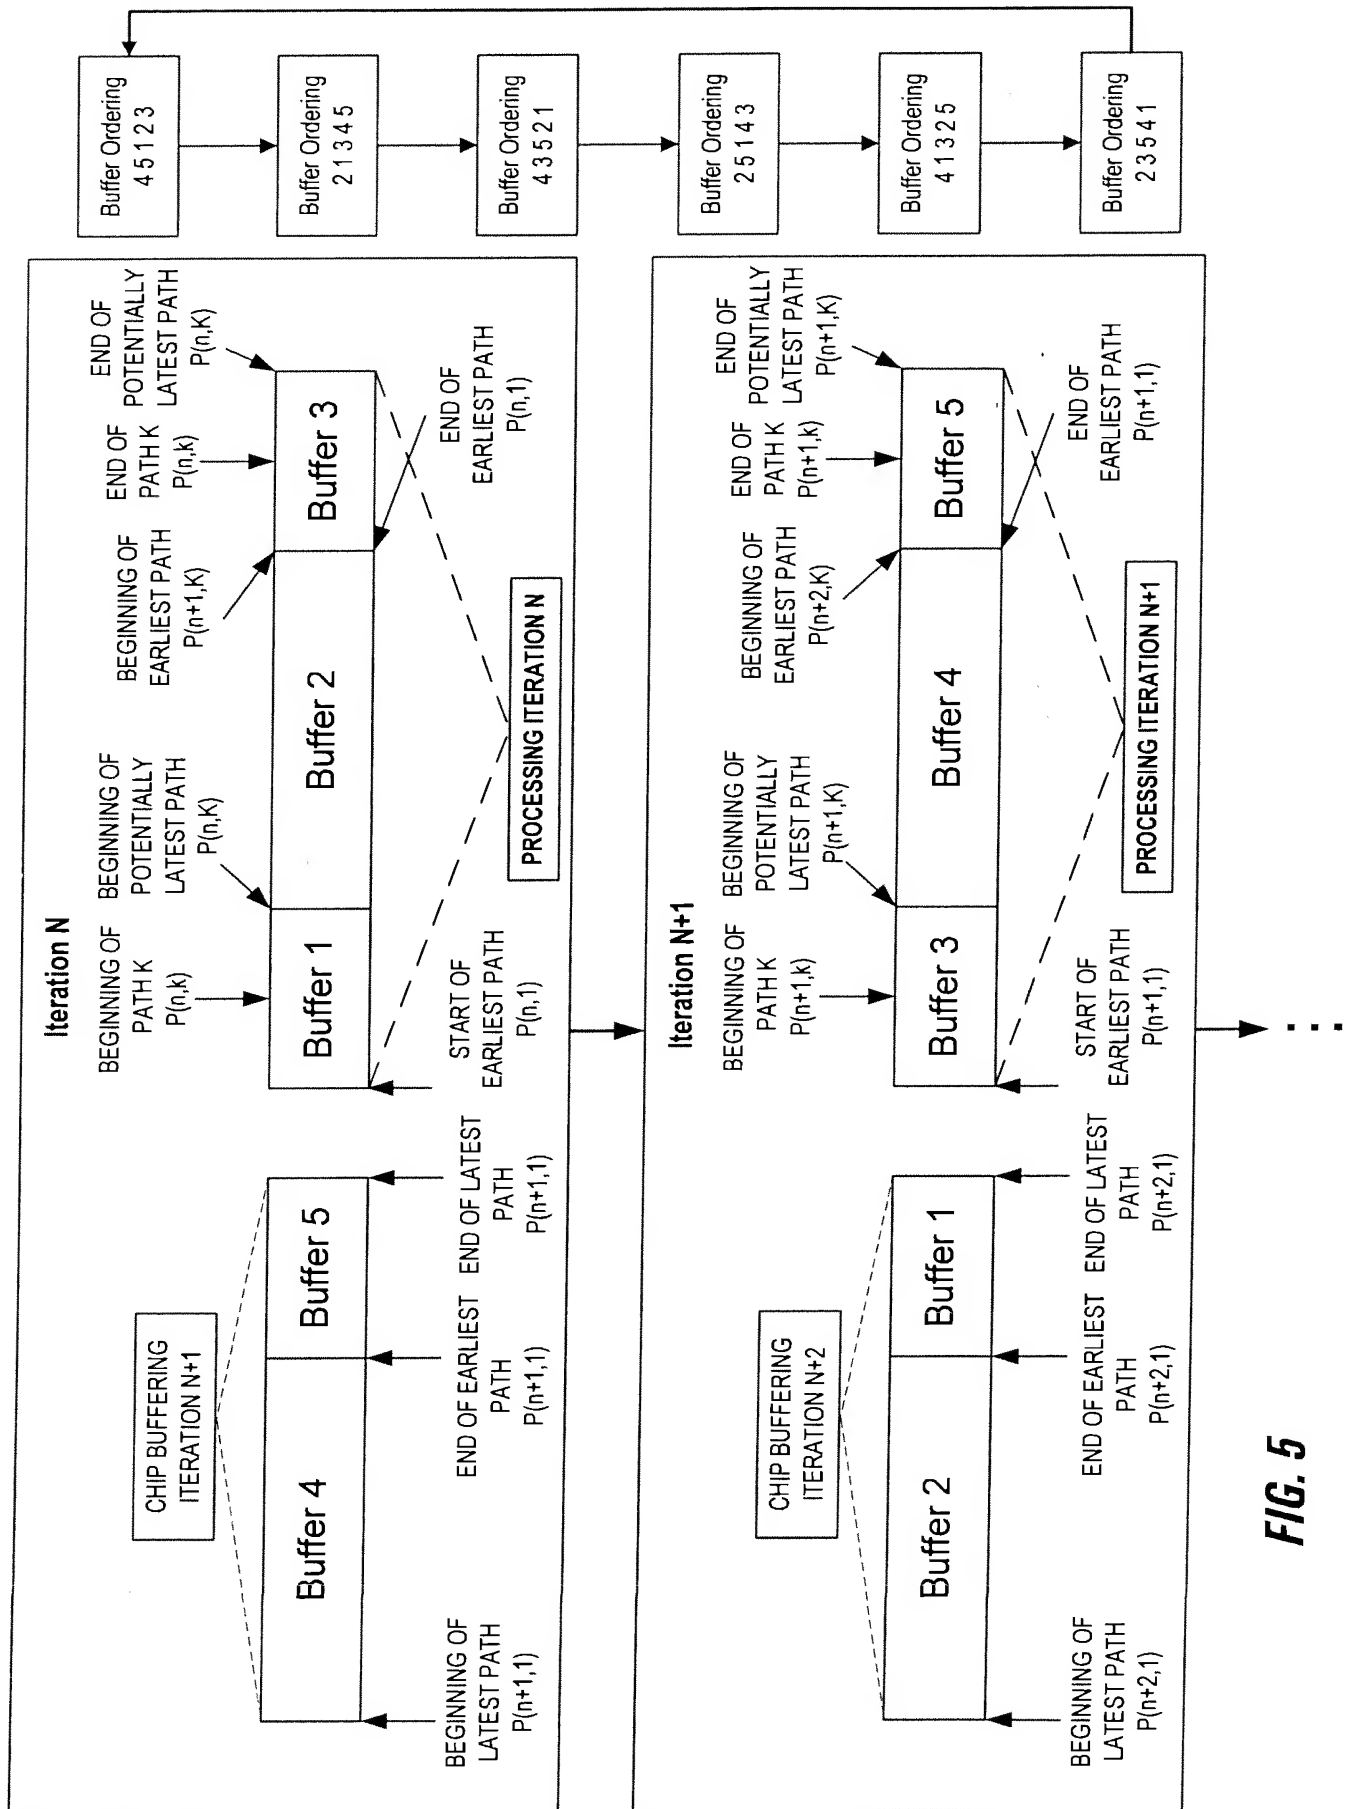 Iteration N
CHIP BUFFERING
ITERATION N+1
BEGINNING OF
PATH K
P(n,k)
BEGINNING OF
POTENTIALLY
LATEST PATH
P(n,K)
BEGINNING OF
EARLIEST PATH
P(n+1,K)
END OF
PATH K
P(n,k)
END OF
POTENTIALLY
LATEST PATH
P(n,K)
Buffer 4
Buffer 5
Buffer 1
Buffer 2
Buffer 3
BEGINNING OF
LATEST PATH
P(n+1,1)
END OF EARLIEST
PATH
P(n+1,1)
END OF LATEST
PATH
P(n+1,1)
START OF
EARLIEST PATH
P(n,1)
END OF
EARLIEST PATH
P(n,1)
PROCESSING ITERATION N
Iteration N+1
CHIP BUFFERING
ITERATION N+2
BEGINNING OF
PATH K
P(n+1,k)
BEGINNING OF
POTENTIALLY
LATEST PATH
P(n+1,K)
BEGINNING OF
EARLIEST PATH
P(n+2,K)
END OF
PATH K
P(n+1,k)
END OF
POTENTIALLY
LATEST PATH
P(n+1,K)
Buffer 2
Buffer 1
Buffer 3
Buffer 4
Buffer 5
BEGINNING OF
LATEST PATH
P(n+2,1)
END OF EARLIEST
PATH
P(n+2,1)
END OF LATEST
PATH
P(n+2,1)
START OF
EARLIEST PATH
P(n+1,1)
END OF
EARLIEST PATH
P(n+1,1)
PROCESSING ITERATION N+1
Buffer Ordering
4 5 1 2 3
Buffer Ordering
2 1 3 4 5
Buffer Ordering
4 3 5 2 1
Buffer Ordering
2 5 1 4 3
Buffer Ordering
4 1 3 2 5
Buffer Ordering
2 3 5 4 1
FIG. 5